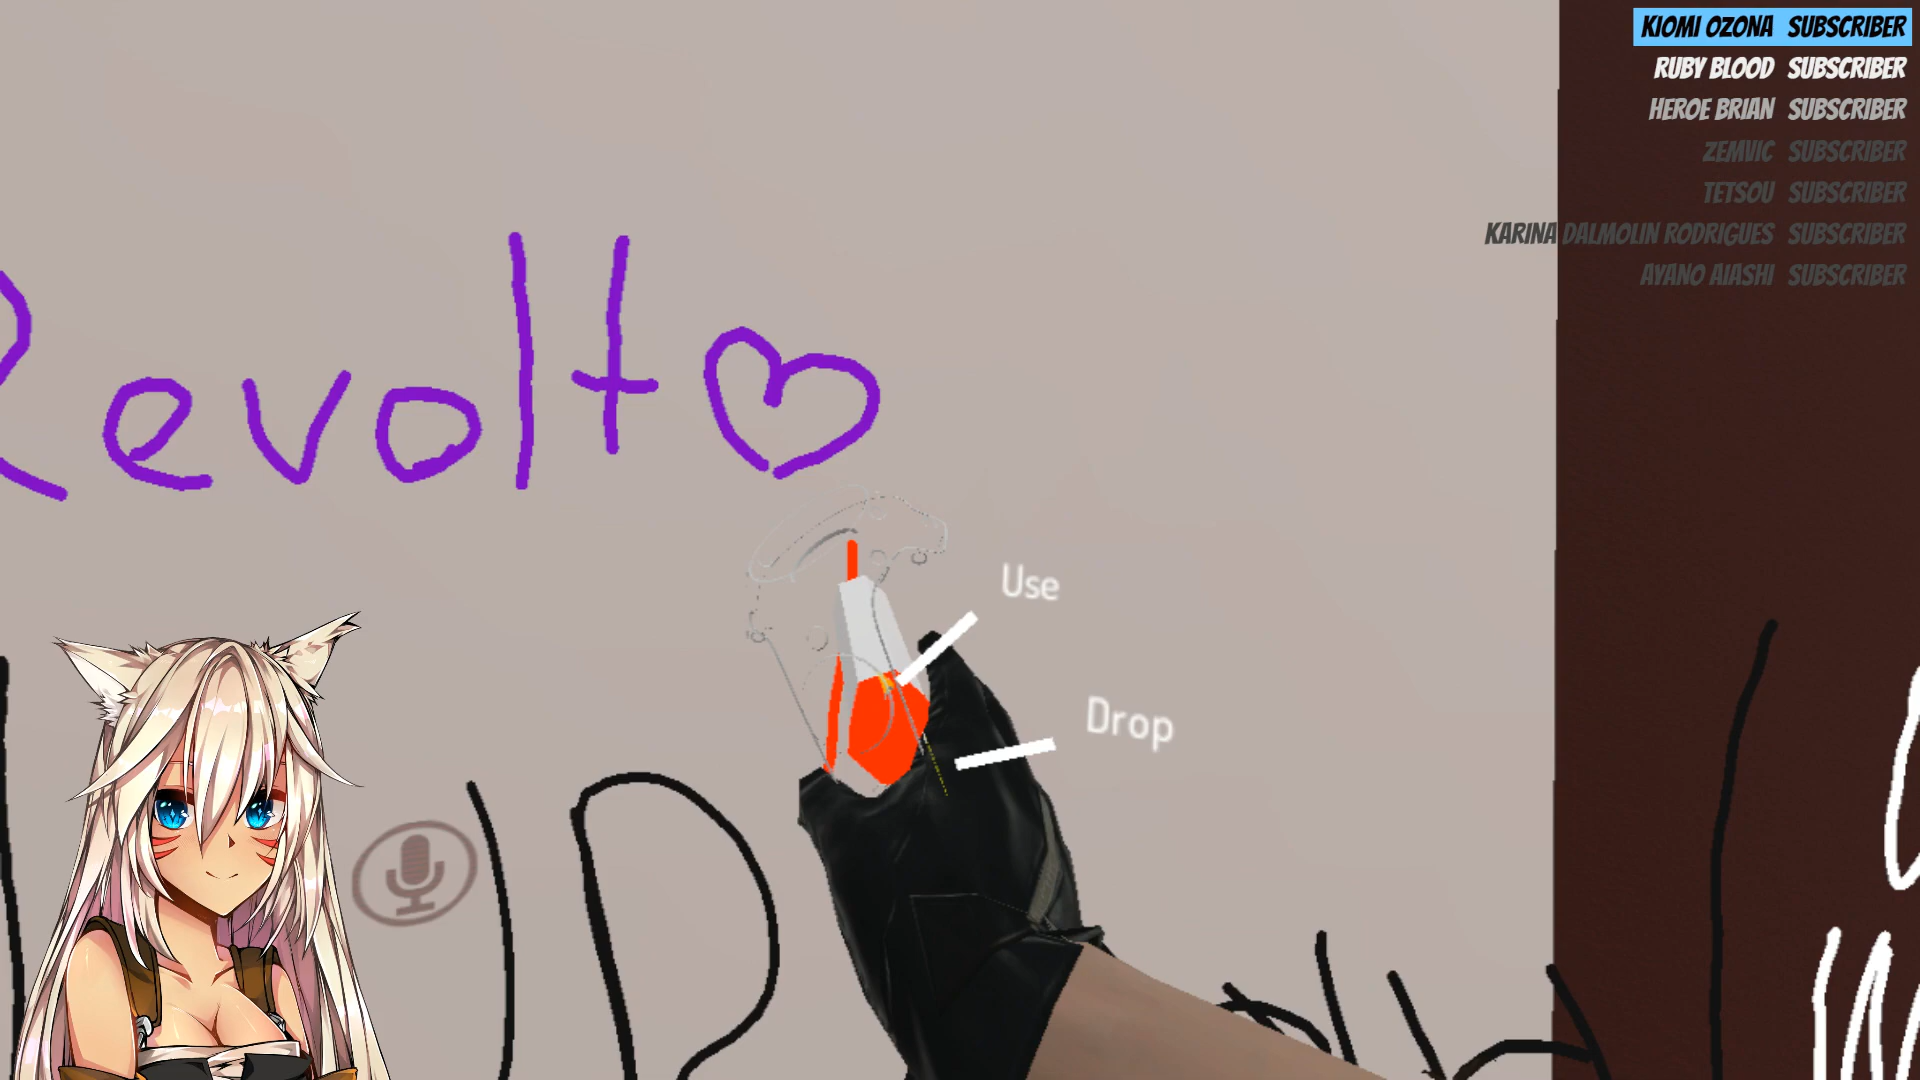 KIOMI OZONA SUBSCRIBER
RUBY BLOOD SUBSCRIBER
HEROE BRIAN SUBSCRIBER
ZEMVIC SUBSCRIBER
TETSOU SUBSCRIBER
KARINA DALMOLIN RODRIGUES SUBSCRIBER
AYANO AIASHI SUBSCRIBER
Revolt
Use
Drop